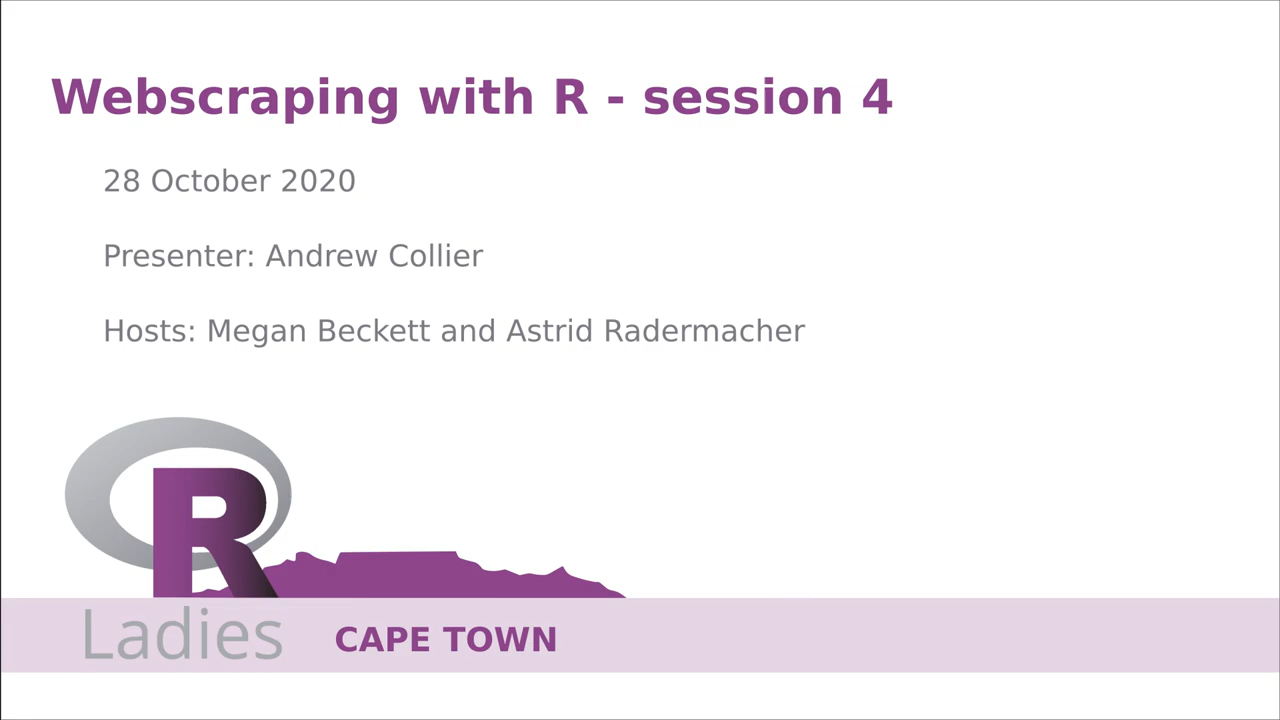 Webscraping with R - session 4
28 October 2020
Presenter: Andrew Collier
Hosts: Megan Beckett and Astrid Radermacher
R
Ladies
CAPE TOWN